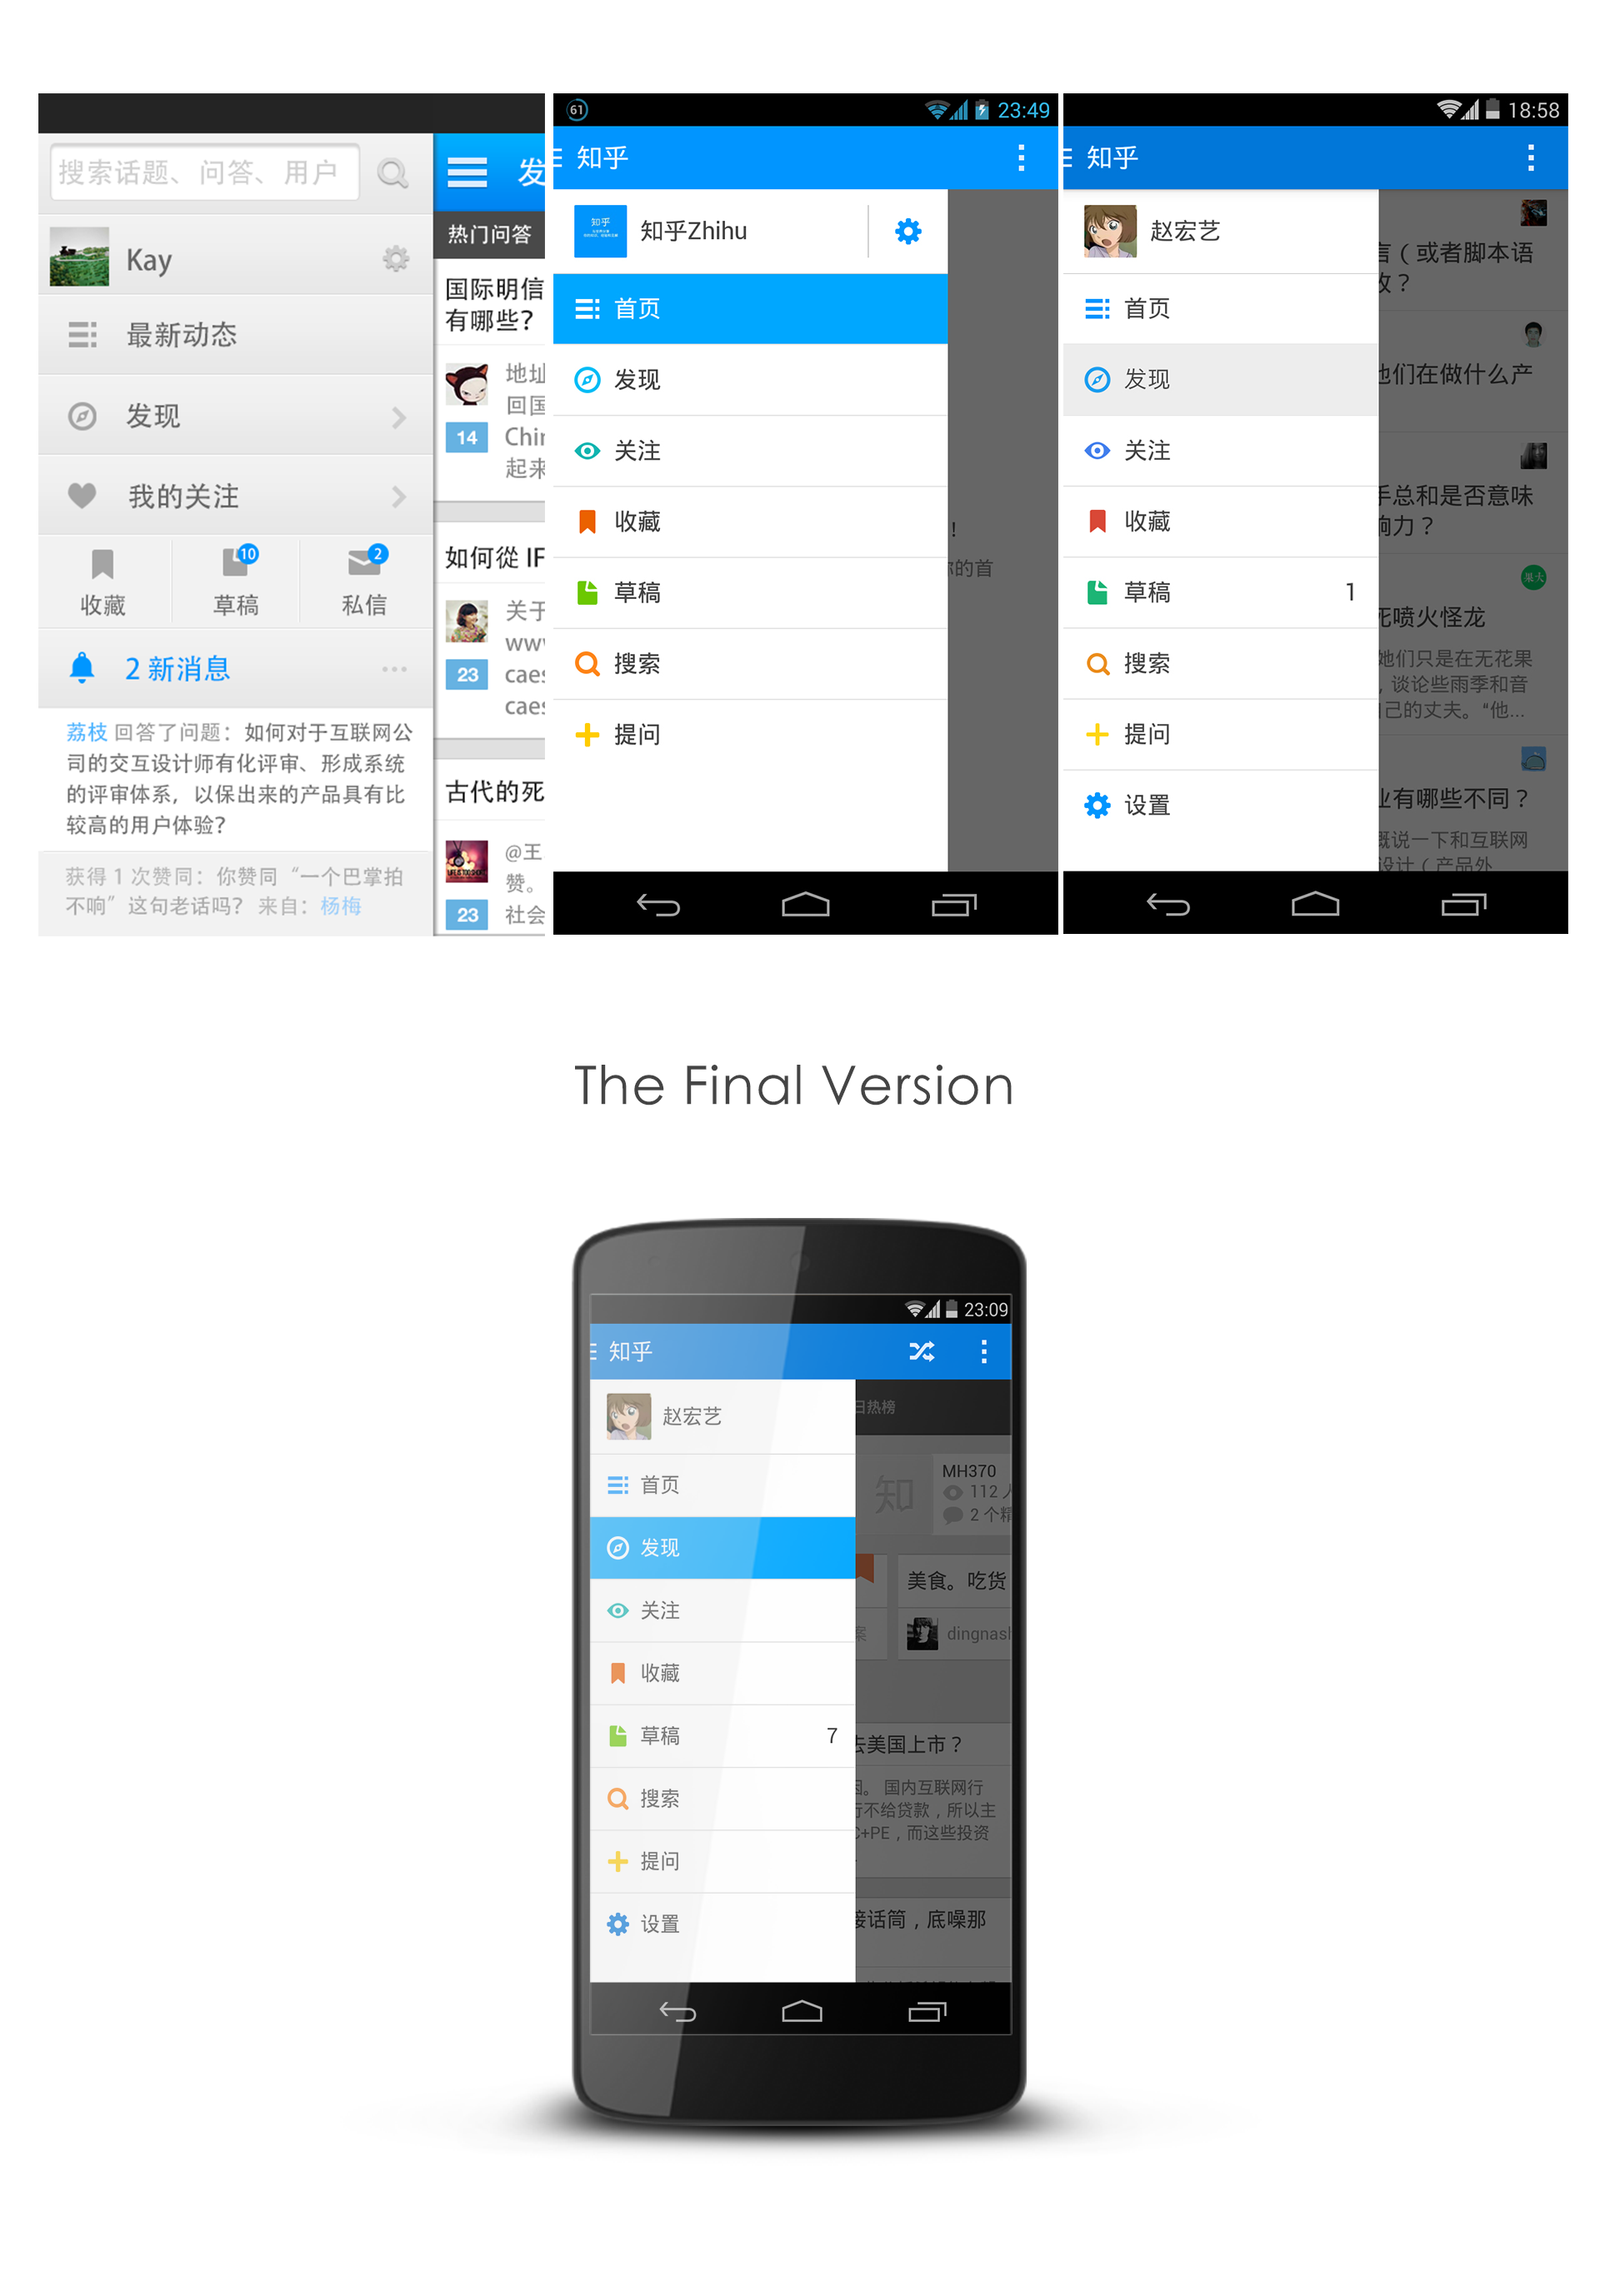 搜索话题、问答、用户
Kay
最新动态
发现
我的关注
收藏
10
草稿
2
私信
2 新消息
荔枝 回答了问题：如何对于互联网公
司的交互设计师有化评审、形成系统
的评审体系，以保出来的产品具有比
较高的用户体验？
获得 1 次赞同：你赞同“一个巴掌拍
不响”这句老话吗？ 来自：杨梅
发
热门问答
国际明信
有哪些？
地址
回国
14
Chin
起来
如何從 IF
关于
www
23
caes
caes
古代的死
@王
赞。
23
社会
61
23:49
知乎
知乎
知乎Zhihu
首页
发现
关注
收藏
草稿
搜索
提问
！
你的首
18:58
知乎
赵宏艺
首页
发现
关注
收藏
草稿
1
搜索
提问
设置
言（或者脚本语
？
他们在做什么产
手总和是否意味
响力？
果大
死喷火怪龙
她们只是在无花果
，谈论些雨季和音
自己的丈夫。“他...
业有哪些不同？
概说一下和互联网
设计（产品外
The Final Version
23:09
知乎
赵宏艺
首页
发现
关注
收藏
草稿
7
搜索
提问
设置
日热榜
知
MH370
112 人
2 个精
美食。吃货
案
dingnash
去美国上市？
因。 国内互联网行
行不给贷款，所以主
C+PE，而这些投资
接话筒，底噪那